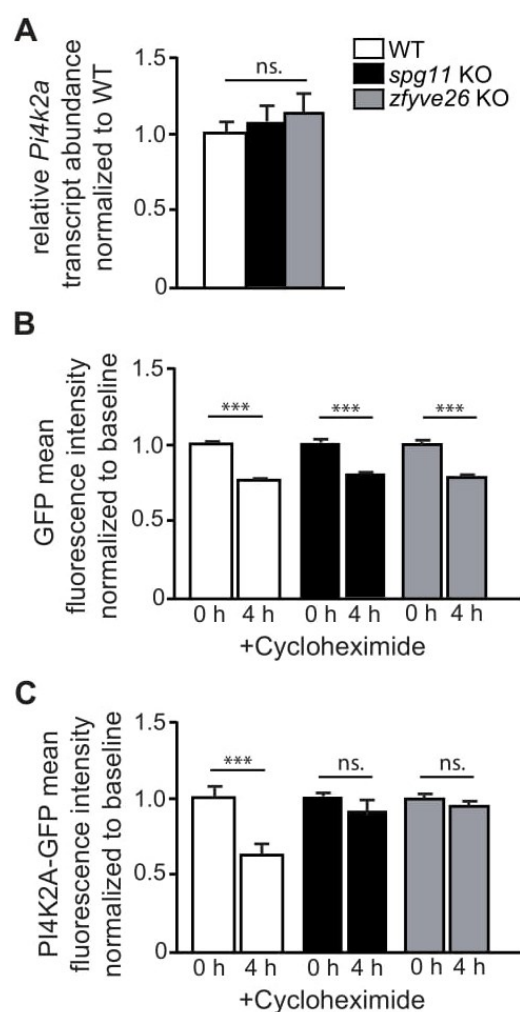 A
relative Pi4k2a
transcript abundance
normalized to WT
1.5
1.0
0.5
0
ns.
WT
spg11 KO
zfyve26 KO
B
GFP mean
fluorescence intensity
normalized to baseline
1.5
1.0
0.5
0
*** *** ***
0 h 4 h 0 h 4 h 0 h 4 h
+Cycloheximide
C
PI4K2A-GFP mean
fluorescence intensity
normalized to baseline
1.5
1.0
0.5
0
*** ns. ns.
0 h 4 h 0 h 4 h 0 h 4 h
+Cycloheximide